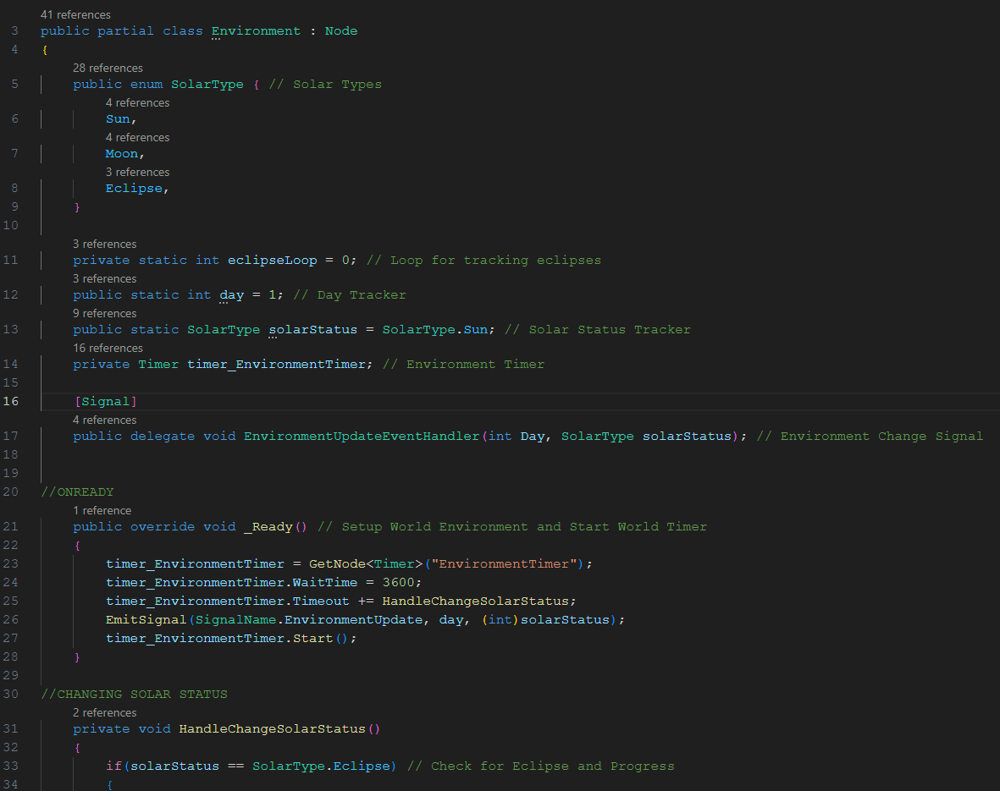 41 references
3 public partial class Environment : Node
4 {
28 references
5 public enum SolarType { // Solar Types
4 references
6 Sun,
4 references
7 Moon,
3 references
8 Eclipse,
9 }
10
3 references
11 private static int eclipseLoop = 0; // Loop for tracking eclipses
3 references
12 public static int day = 1; // Day Tracker
9 references
13 public static SolarType solarStatus = SolarType.Sun; // Solar Status Tracker
16 references
14 private Timer timer_EnvironmentTimer; // Environment Timer
15
16 [Signal]
4 references
17 public delegate void EnvironmentUpdateEventHandler(int Day, SolarType solarStatus); // Environment Change Signal
18
19
20 //ONREADY
1 reference
21 public override void _Ready() // Setup World Environment and Start World Timer
22 {
23 timer_EnvironmentTimer = GetNode<Timer>("EnvironmentTimer");
24 timer_EnvironmentTimer.WaitTime = 3600;
25 timer_EnvironmentTimer.Timeout += HandleChangeSolarStatus;
26 EmitSignal(SignalName.EnvironmentUpdate, day, (int)solarStatus);
27 timer_EnvironmentTimer.Start();
28 }
29
30 //CHANGING SOLAR STATUS
2 references
31 private void HandleChangeSolarStatus()
32 {
33 if(solarStatus == SolarType.Eclipse) // Check for Eclipse and Progress
34 {